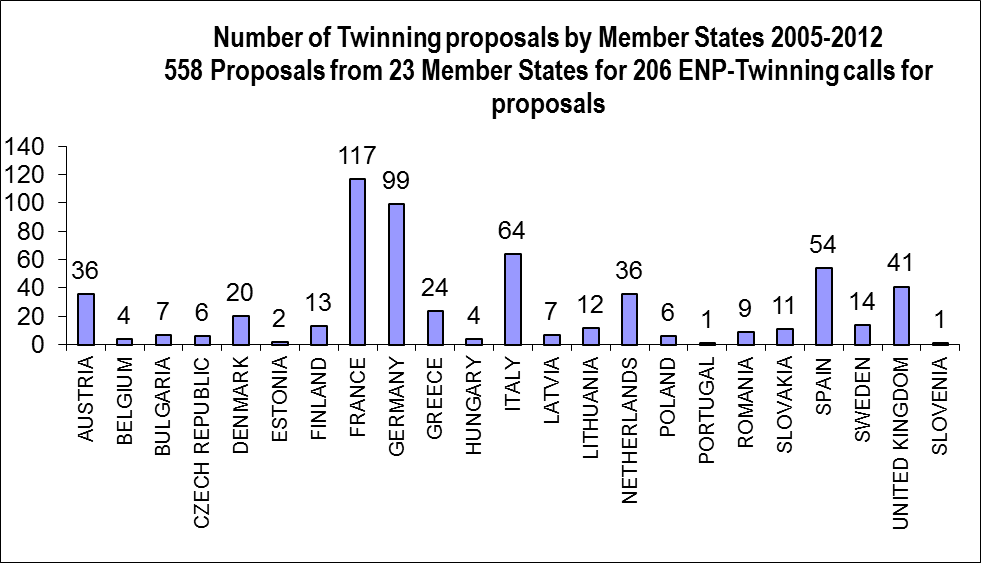 Number of Twinning proposals by Member States 2005-2012
558 Proposals from 23 Member States for 206 ENP-Twinning calls for
proposals
140
120
100
80
60
40
20
0
36
4
7
6
20
2
13
117
99
24
4
64
7
12
36
6
1
9
11
54
14
41
1
AUSTRIA
BELGIUM
BULGARIA
CZECH REPUBLIC
DENMARK
ESTONIA
FINLAND
FRANCE
GERMANY
GREECE
HUNGARY
ITALY
LATVIA
LITHUANIA
NETHERLANDS
POLAND
PORTUGAL
ROMANIA
SLOVAKIA
SPAIN
SWEDEN
UNITED KINGDOM
SLOVENIA